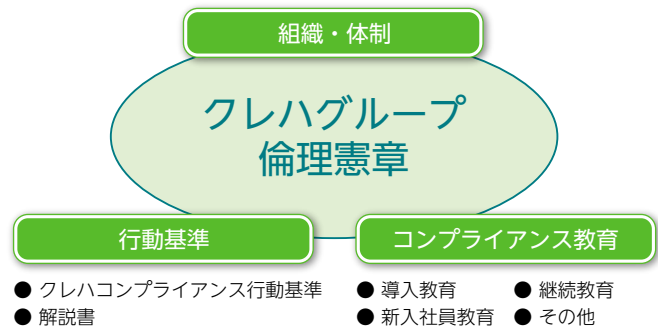 組織・体制
クレハグループ
倫理憲章
行動基準
● クレハコンプライアンス行動基準
● 解説書
コンプライアンス教育
● 導入教育 ● 継続教育
● 新入社員教育 ● その他